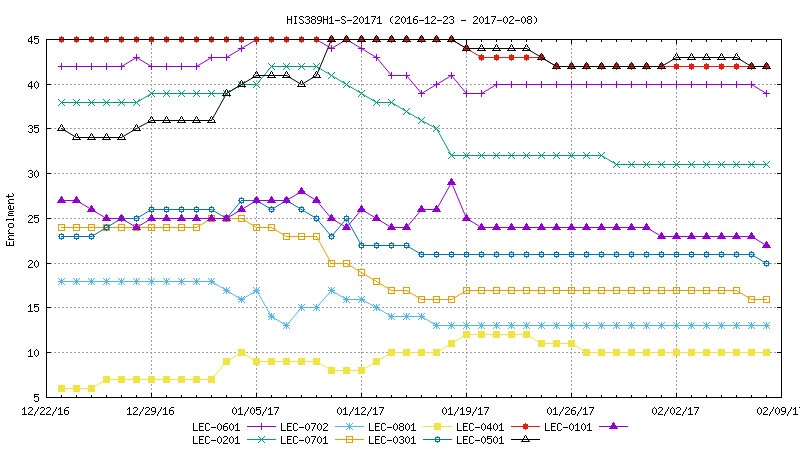 HIS389H1-S-20171 (2016-12-23 - 2017-02-08)
45
40
35
30
25
20
15
10
5
Enrolment
12/22/16 12/29/16 01/05/17 01/12/17 01/19/17 01/26/17 02/02/17 02/09/1
LEC-0601 LEC-0702 LEC-0801 LEC-0401 LEC-0101
LEC-0201 LEC-0701 LEC-0301 LEC-0501